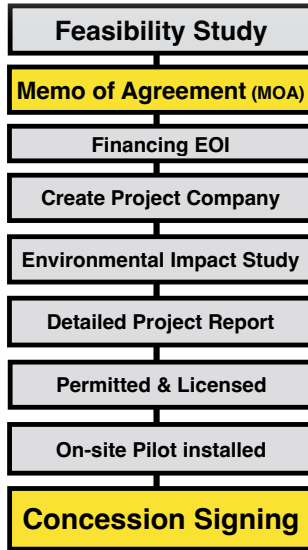 Feasibility Study
Memo of Agreement (MOA)
Financing EOI
Create Project Company
Environmental Impact Study
Detailed Project Report
Permitted & Licensed
On-site Pilot installed
Concession Signing